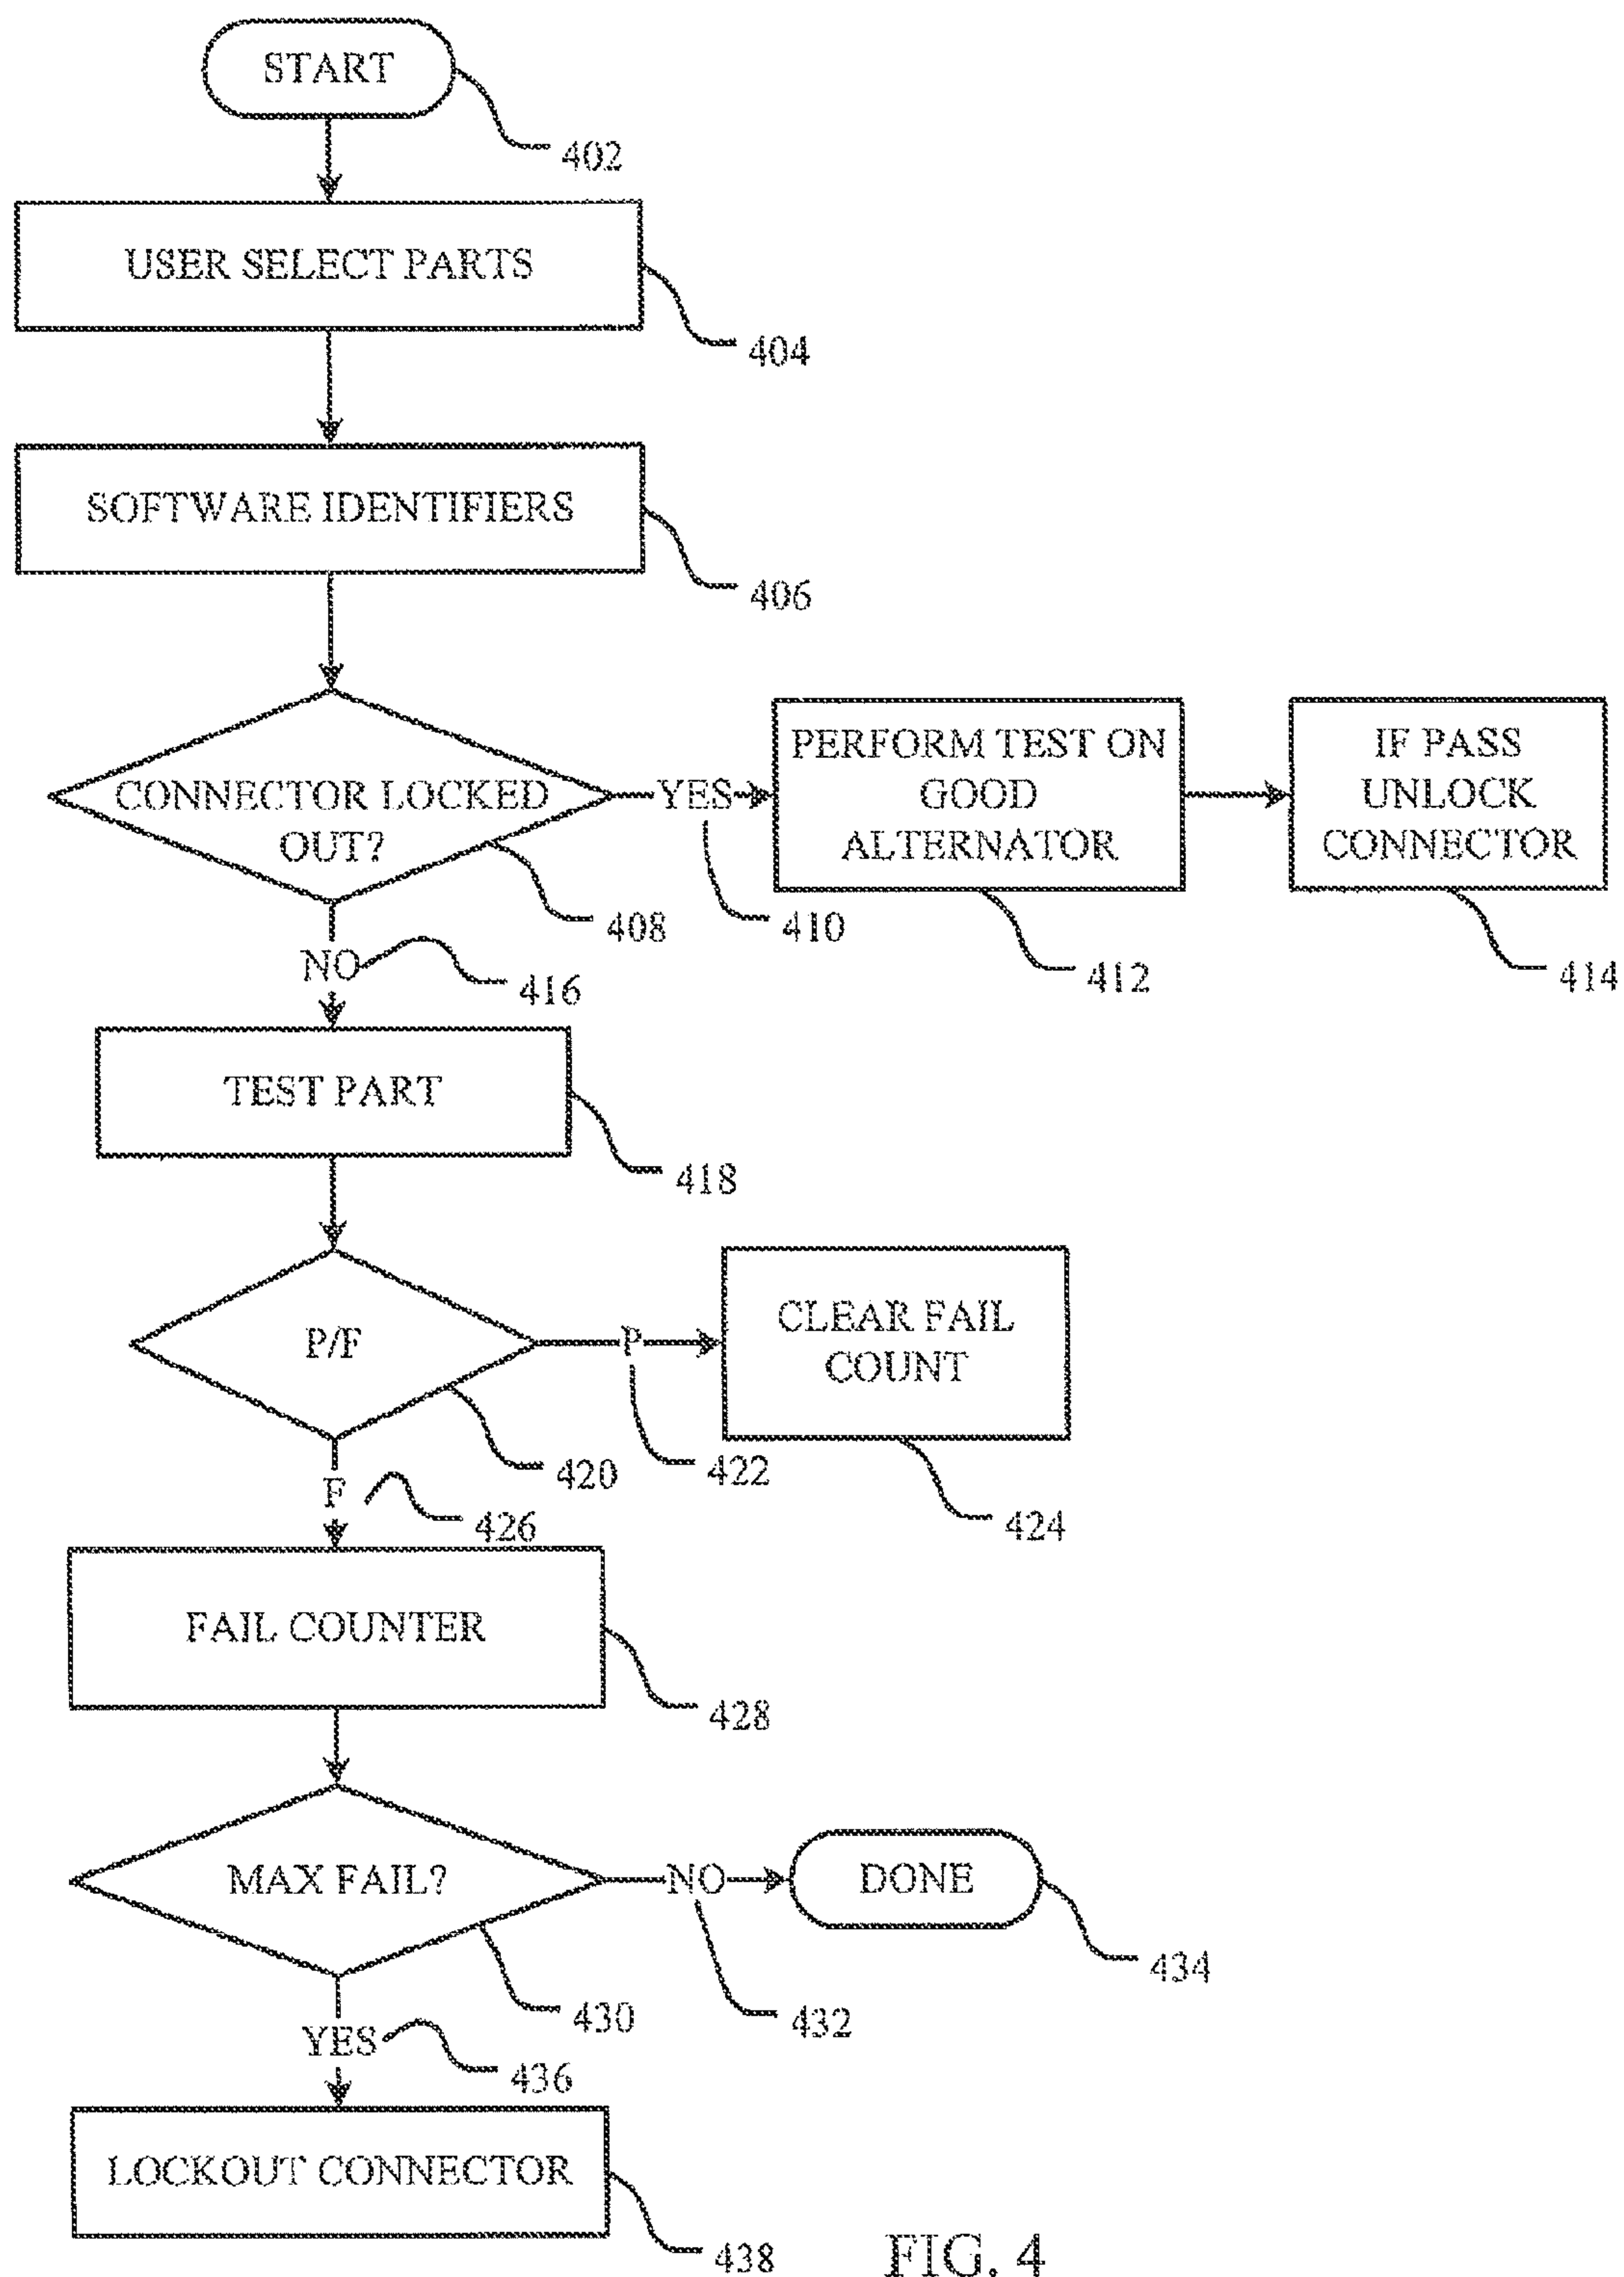 START
402
USER SELECT PARTS
404
SOFTWARE IDENTIFIERS
406
CONNECTOR LOCKED
OUT?
408
YES
410
PERFORM TEST ON
GOOD
ALTERNATOR
412
IF PASS
UNLOCK
CONNECTOR
414
NO
416
TEST PART
418
P/F
420
P
422
CLEAR FAIL
COUNT
424
F
426
FAIL COUNTER
428
MAX FAIL?
430
NO
432
DONE
434
YES
436
LOCKOUT CONNECTOR
438
FIG. 4